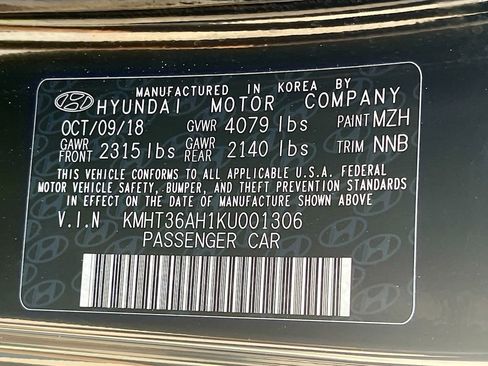 MANUFACTURED IN KOREA BY
HYUNDAI MOTOR COMPANY
OCT/09/18 GVWR 4079 lbs PAINT MZH
GAWR FRONT 2315 lbs GAWR REAR 2140 lbs TRIM NNB
THIS VEHICLE CONFORMS TO ALL APPLICABLE U.S.A. FEDERAL
MOTOR VEHICLE SAFETY, BUMPER, AND THEFT PREVENTION STANDARDS
IN EFFECT ON THE DATE OF MANUFACTURE SHOWN ABOVE
V.I.N KMHT36AH1KU001306
PASSENGER CAR